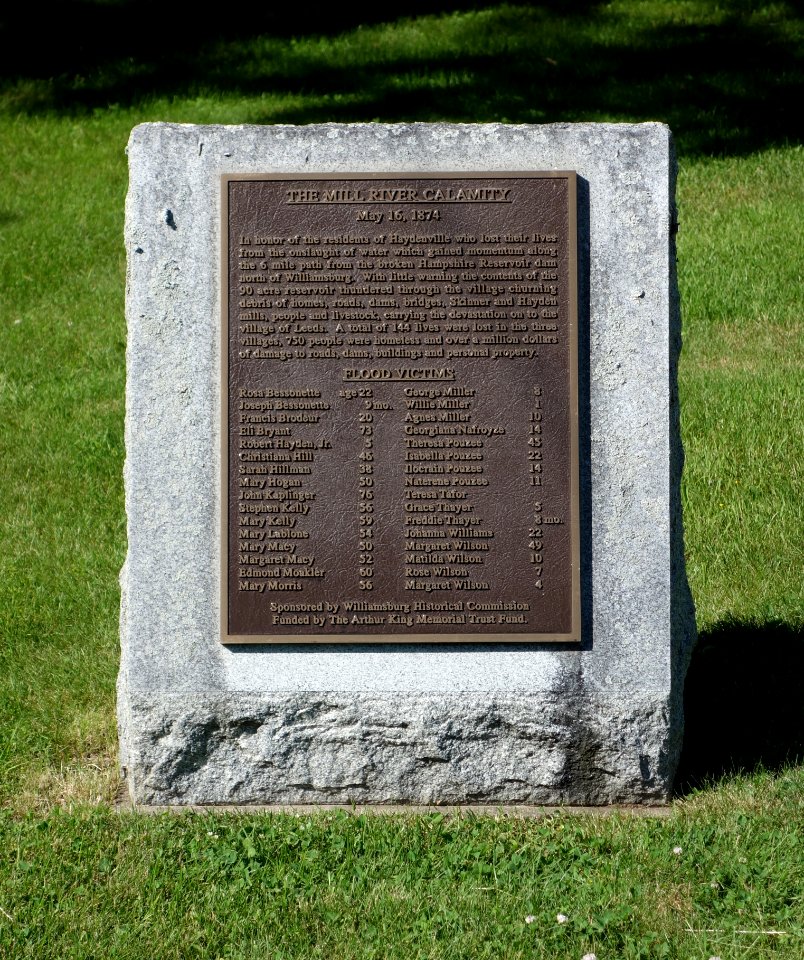 THE MILL RIVER CALAMITY
May 16, 1874
In honor of the residents of Haydenville who lost their lives
from the onslaught of water which gained momentum along
the 6 mile path from the broken Hampshire Reservoir dam
north of Williamsburg. With little warning the contents of the
90 acre reservoir thundered through the village churning
debris of homes, roads, dams, bridges, Skinner and Hayden
mills, people and livestock, carrying the devastation on to the
village of Leeds. A total of 144 lives were lost in the three
villages, 750 people were homeless and over a million dollars
of damage to roads, dams, buildings and personal property.
FLOOD VICTIMS
Rosa Bessonette age 22
Joseph Bessonette 9 mo.
Francis Brodeur 20
Eli Bryant 73
Robert Hayden, Jr. 5
Christiana Hill 46
Sarah Hillman 38
Mary Hogan 50
John Kaplinger 76
Stephen Kelly 56
Mary Kelly 59
Mary Lablone 54
Mary Macy 50
Margaret Macy 52
Edmond Moakler 60
Mary Morris 56
George Miller 8
Willie Miller 1
Agnes Miller 10
Georgiana Nafroyze 14
Theresa Pouzee 45
Isabella Pouzee 22
Ilocrain Pouzee 14
Naterene Pouzee 11
Teresa Tafor
Grace Thayer 5
Freddie Thayer 8 mo.
Johanna Williams 22
Margaret Wilson 49
Matilda Wilson 10
Rose Wilson 7
Margaret Wilson 4
Sponsored by Williamsburg Historical Commission
Funded by The Arthur King Memorial Trust Fund.